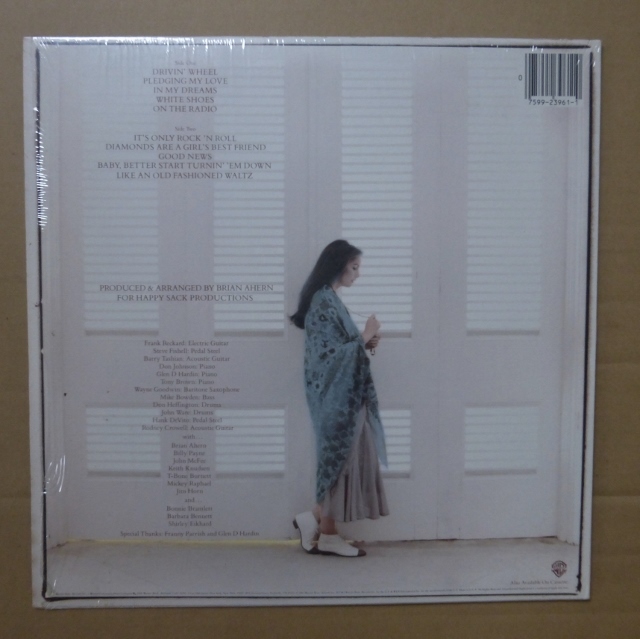 Side One
DRIVIN' WHEEL
PLEDGING MY LOVE
IN MY DREAMS
WHITE SHOES
ON THE RADIO
Side Two
IT'S ONLY ROCK 'N ROLL
DIAMONDS ARE A GIRL'S BEST FRIEND
GOOD NEWS
BABY, BETTER START TURNIN' 'EM DOWN
LIKE AN OLD FASHIONED WALTZ
PRODUCED & ARRANGED BY BRIAN AHERN
FOR HAPPY SACK PRODUCTIONS
Frank Reckard: Electric Guitar
Steve Fishell: Pedal Steel
Barry Tashian: Acoustic Guitar
Don Johnson: Piano
Glen D Hardin: Piano
Tony Brown: Piano
Wayne Goodwin: Baritone Saxophone
Mike Bowden: Bass
Don Heffington: Drums
John Ware: Drums
Hank DeVito: Pedal Steel
Rodney Crowell: Acoustic Guitar
with
Brian Ahern
Billy Payne
John McFee
Keith Knudsen
T-Bone Burnett
Mickey Raphael
Jim Horn
and
Bonnie Bramlett
Barbara Bennett
Shirley Eikhard
Special Thanks: and Glen D Hardin
0
7599-23961-1